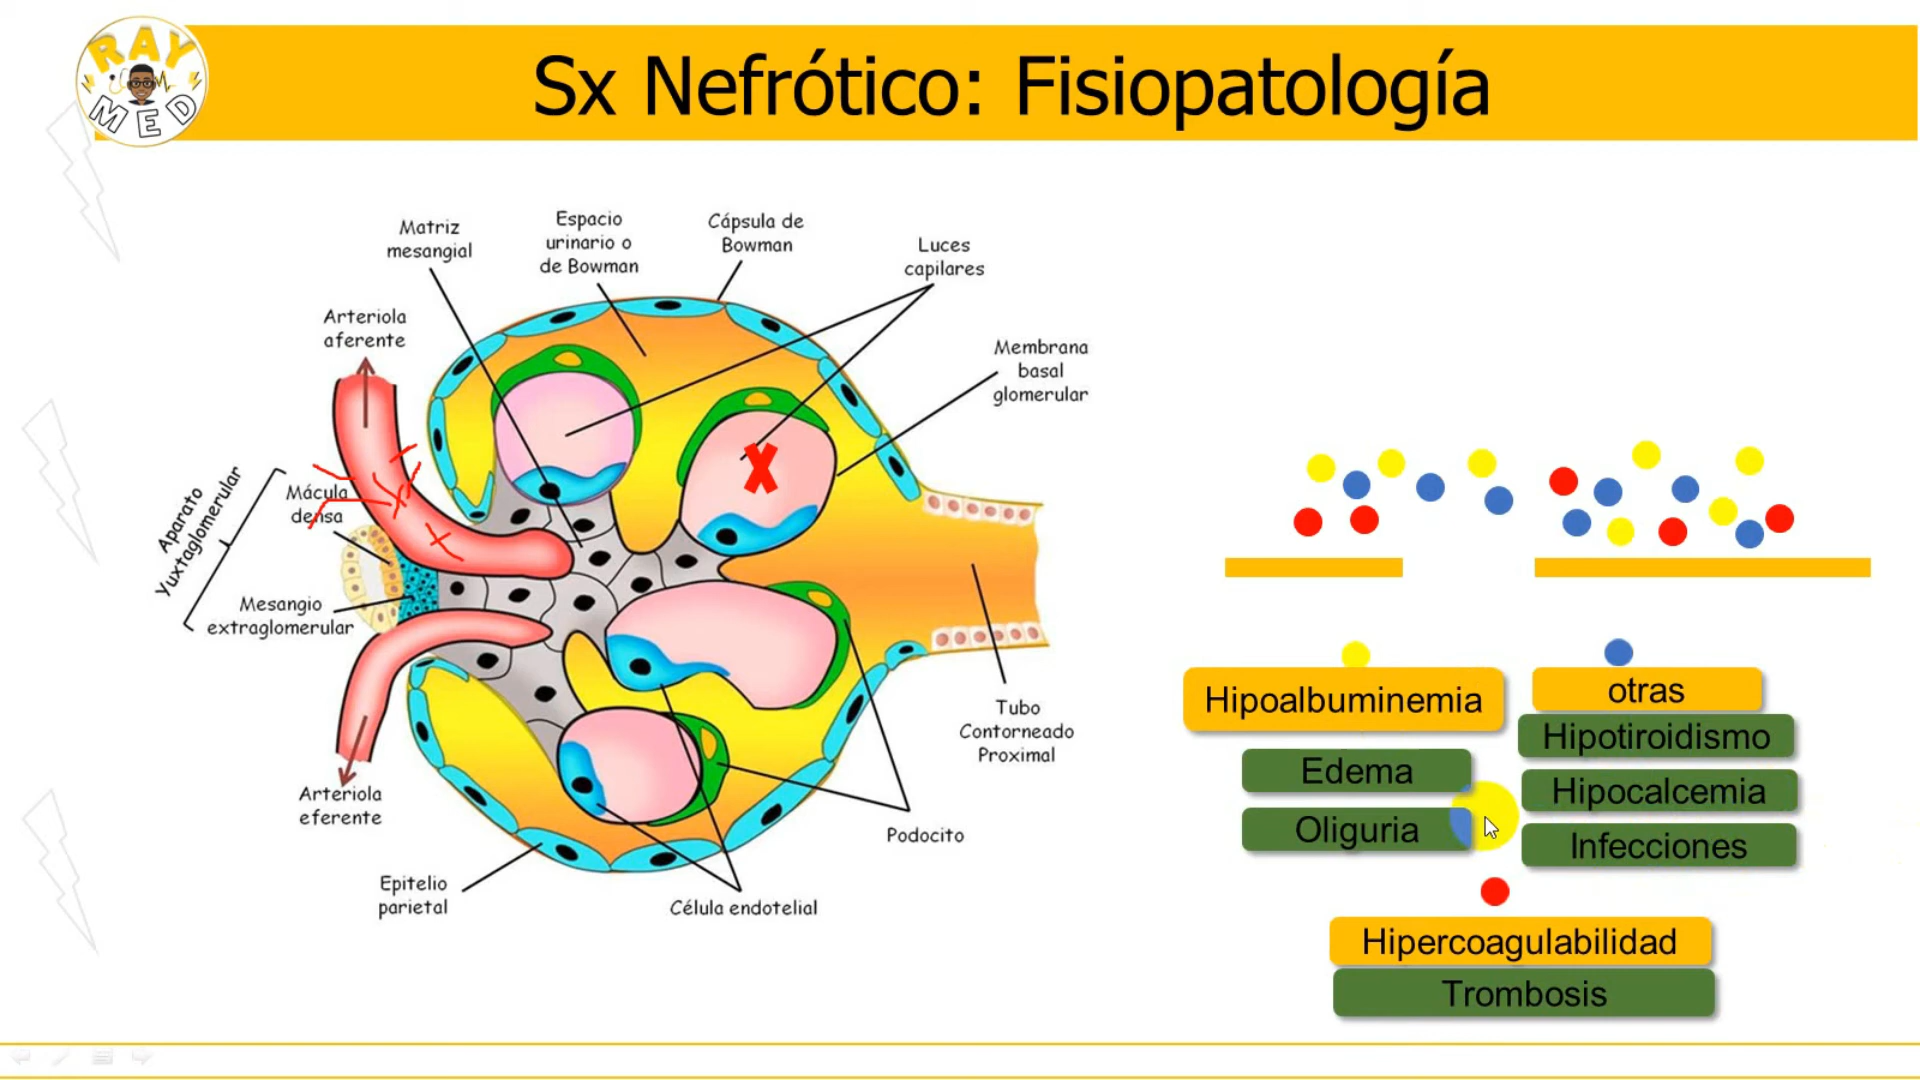 RAY
MED
Sx Nefrótico: Fisiopatología
Matriz
mesangial
Espacio
urinario o
de Bowman
Cápsula de
Bowman
Luces
capilares
Arteriola
aferente
Membrana
basal
glomerular
Aparato
Yuxtaglomerular
Mácula
densa
Mesangio
extraglomerular
Arteriola
eferente
Epitelio
parietal
Célula endotelial
Podocito
Tubo
Contorneado
Proximal
Hipoalbuminemia
Edema
Oliguria
otras
Hipotiroidismo
Hipocalcemia
Infecciones
Hipercoagulabilidad
Trombosis